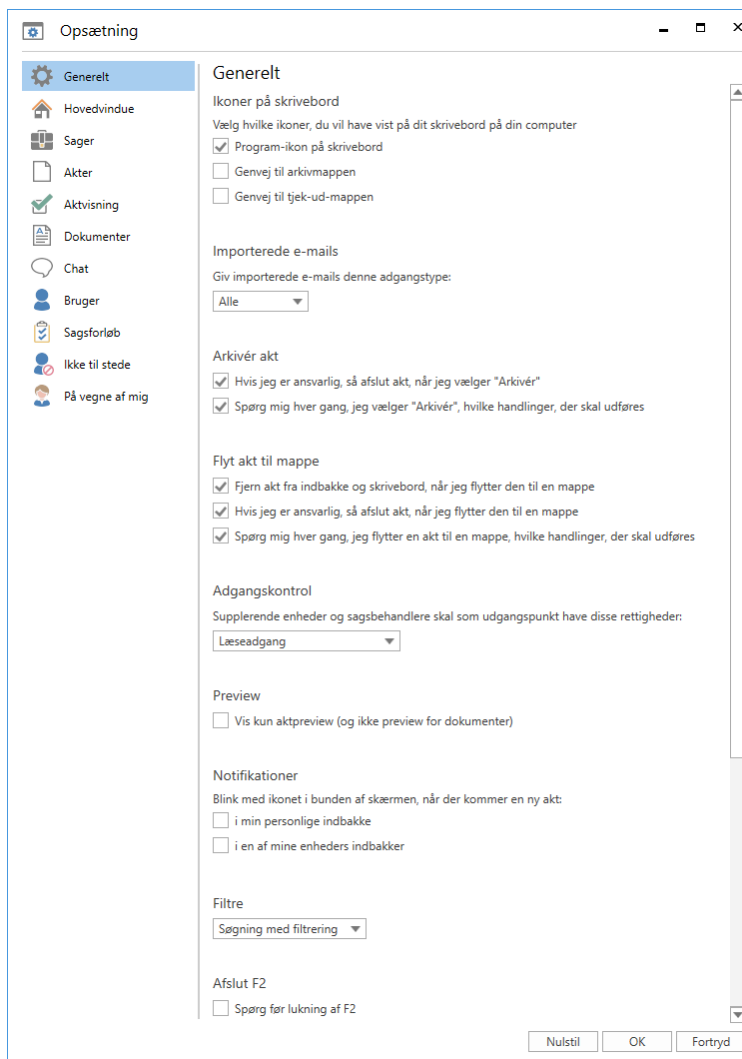 Opsætning
Generelt
Hovedvindue
Sager
Akter
Aktvisning
Dokumenter
Chat
Bruger
Sagsforløb
Ikke til stede
På vegne af mig
Generelt
Ikoner på skrivebord
Vælg hvilke ikoner, du vil have vist på dit skrivebord på din computer
Program-ikon på skrivebord
Genvej til arkivmappen
Genvej til tjek-ud-mappen
Importerede e-mails
Giv importerede e-mails denne adgangstype:
Alle
Arkivér akt
Hvis jeg er ansvarlig, så afslut akt, når jeg vælger "Arkivér"
Spørg mig hver gang, jeg vælger "Arkivér", hvilke handlinger, der skal udføres
Flyt akt til mappe
Fjern akt fra indbakke og skrivebord, når jeg flytter den til en mappe
Hvis jeg er ansvarlig, så afslut akt, når jeg flytter den til en mappe
Spørg mig hver gang, jeg flytter en akt til en mappe, hvilke handlinger, der skal udføres
Adgangskontrol
Supplerende enheder og sagsbehandlere skal som udgangspunkt have disse rettigheder:
Læseadgang
Preview
Vis kun aktpreview (og ikke preview for dokumenter)
Notifikationer
Blink med ikonet i bunden af skærmen, når der kommer en ny akt:
i min personlige indbakke
i en af mine enheders indbakker
Filtre
Søgning med filtrering
Afslut F2
Spørg før lukning af F2
Nulstil
OK
Fortryd